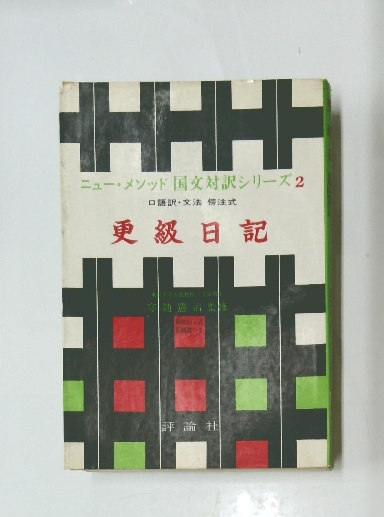 ニュー・メソッド 国文対訳シリーズ 2
口語訳・文法 傍注式
更級日記
評論社